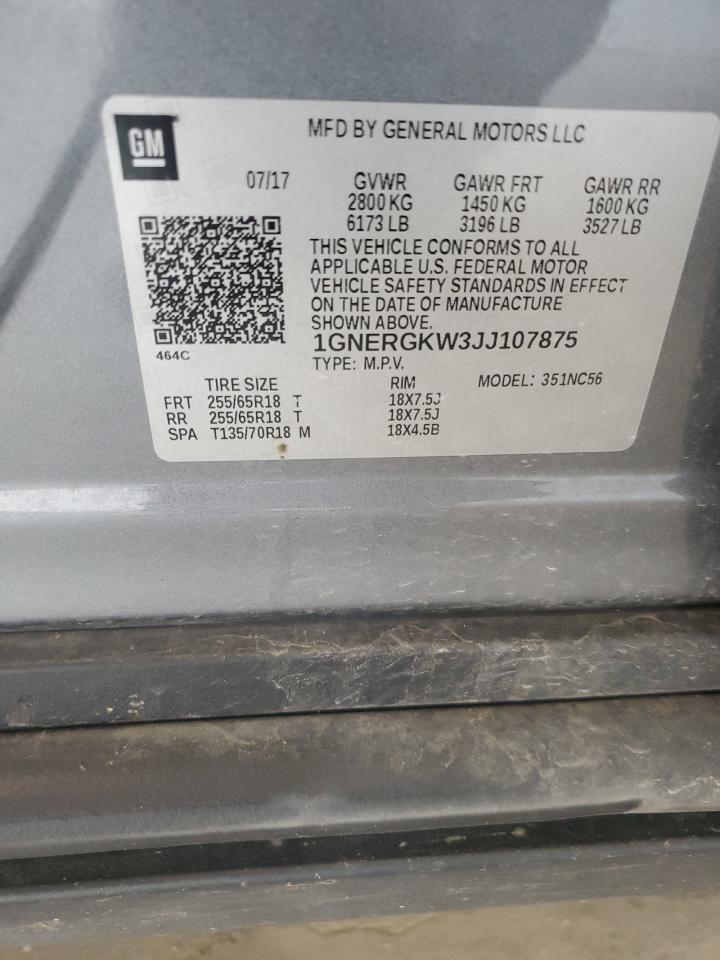 GM
MFD BY GENERAL MOTORS LLC
07/17 GVWR GAWR FRT GAWR RR
2800 KG 1450 KG 1600 KG
6173 LB 3196 LB 3527 LB
THIS VEHICLE CONFORMS TO ALL
APPLICABLE U.S. FEDERAL MOTOR
VEHICLE SAFETY STANDARDS IN EFFECT
ON THE DATE OF MANUFACTURE
SHOWN ABOVE.
1GNERGKW3JJ107875
464C
TYPE: M.P.V.
TIRE SIZE RIM MODEL: 351NC56
FRT 255/65R18 T 18X7.5J
RR 255/65R18 T 18X7.5J
SPA T135/70R18 M 18X4.5B